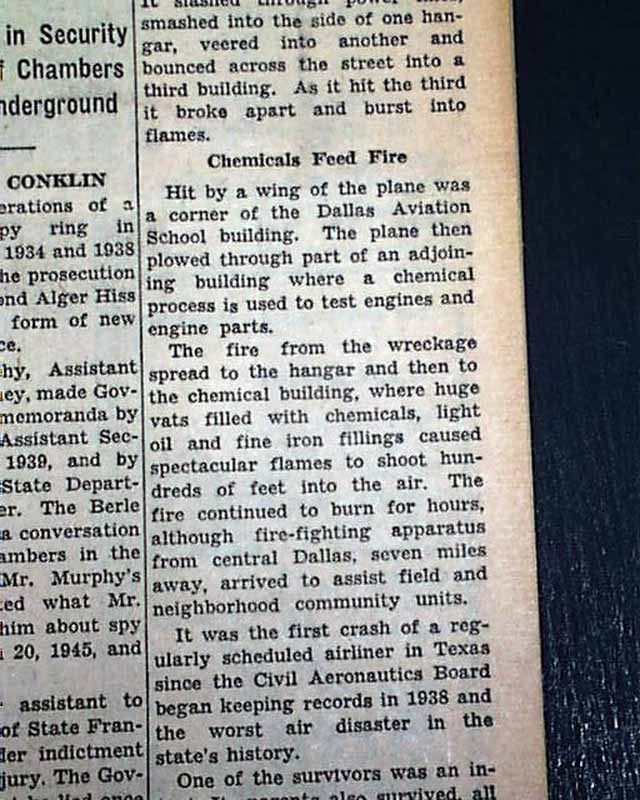 in Security
Chambers
nderground
CONKLIN
erations of a
py ring in
1934 and 1938
he prosecution
ond Alger Hiss
form of new
ce.
hy, Assistant
ey, made Gov-
memoranda by
Assistant Sec-
1939, and by
State Depart-
er. The Berle
a conversation
ambers in the
Mr. Murphy's
ted what Mr.
him about spy
20, 1945, and
assistant to
of State Fran-
der indictment
jury. The Gov-
It slashed through power lines,
smashed into the side of one han-
gar, veered into another and
bounced across the street into a
third building. As it hit the third
it broke apart and burst into
flames.
Chemicals Feed Fire
Hit by a wing of the plane was
a corner of the Dallas Aviation
School building. The plane then
plowed through part of an adjoin-
ing building where a chemical
process is used to test engines and
engine parts.
The fire from the wreckage
spread to the hangar and then to
the chemical building, where huge
vats filled with chemicals, light
oil and fine iron fillings caused
spectacular flames to shoot hun-
dreds of feet into the air. The
fire continued to burn for hours,
although fire-fighting apparatus
from central Dallas, seven miles
away, arrived to assist field and
neighborhood community units.
It was the first crash of a reg-
ularly scheduled airliner in Texas
since the Civil Aeronautics Board
began keeping records in 1938 and
the worst air disaster in the
state's history.
One of the survivors was an in-
parents also survived, all